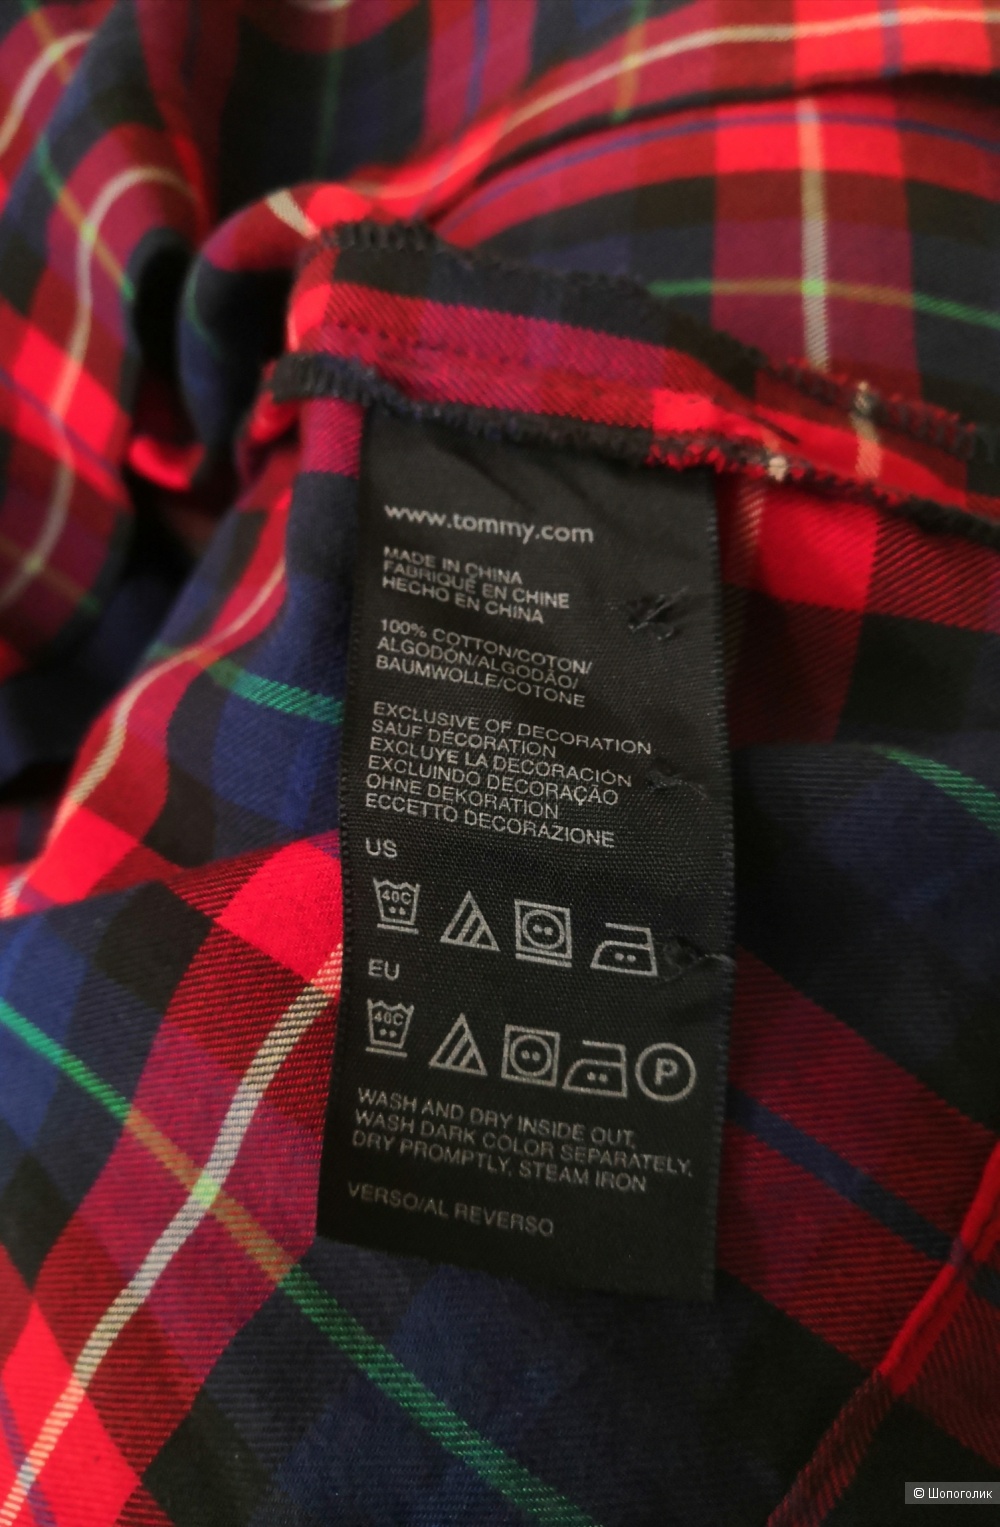 www.tommy.com
MADE IN CHINA
FABRIQUÉ EN CHINE
HECHO EN CHINA
100% COTTON/COTON/
ALGODÓN/ALGODÃO/
BAUMWOLLE/COTONE
EXCLUSIVE OF DECORATION
SAUF DÉCORATION
EXCLUYE LA DECORACIÓN
EXCLUINDO DECORAÇÃO
OHNE DEKORATION
ECCETTO DECORAZIONE
US
40C
EU
40C
P
WASH AND DRY INSIDE OUT,
WASH DARK COLOR SEPARATELY,
DRY PROMPTLY, STEAM IRON
VERSO/AL REVERSO
© Шопоголик